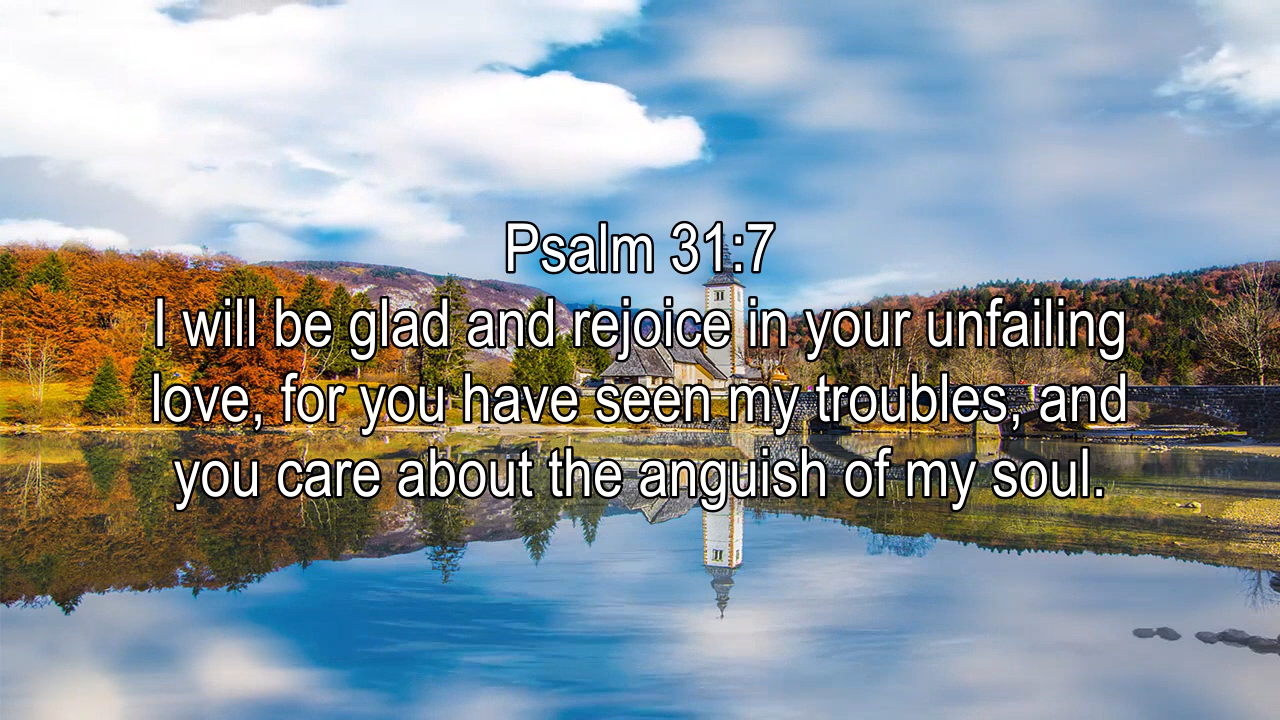 Psalm 31:7
I will be glad and rejoice in your unfailing
love, for you have seen my troubles, and
you care about the anguish of my soul.